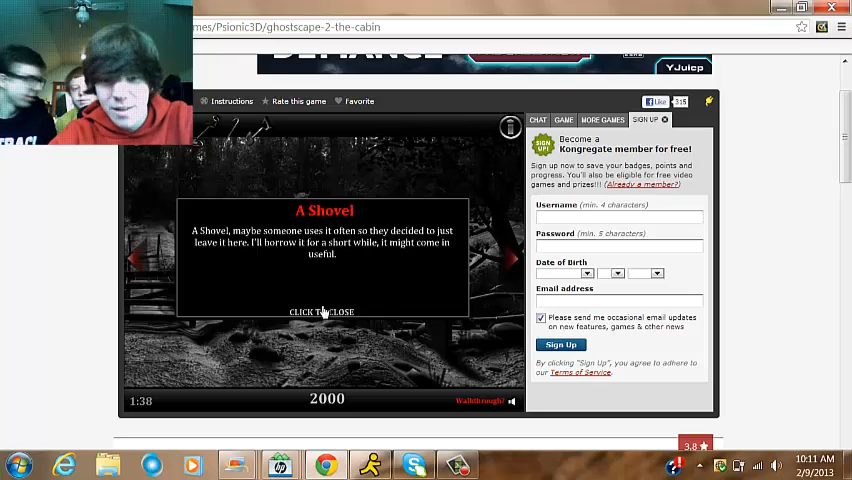 mes/Psionic3D/ghostscape-2-the-cabin
YJuiep
Instructions
Rate this game
Favorite
Like
315
CHAT
GAME
MORE GAMES
SIGN UP
SIGN UP!
Become a
Kongregate member for free!
Sign up now to save your badges, points and
progress. You'll also be eligible for free video
games and prizes!!! (Already a member?)
Username (min. 4 characters)
Password (min. 5 characters)
Date of Birth
Email address
Please send me occasional email updates
on new features, games & other news
Sign Up
By clicking "Sign Up", you agree to adhere to
our Terms of Service.
A Shovel
A Shovel, maybe someone uses it often so they decided to just
leave it here. I'll borrow it for a short while, it might come in
useful.
CLICK TO CLOSE
1:38
2000
Walkthrough!
3.8
10:11 AM
2/9/2013